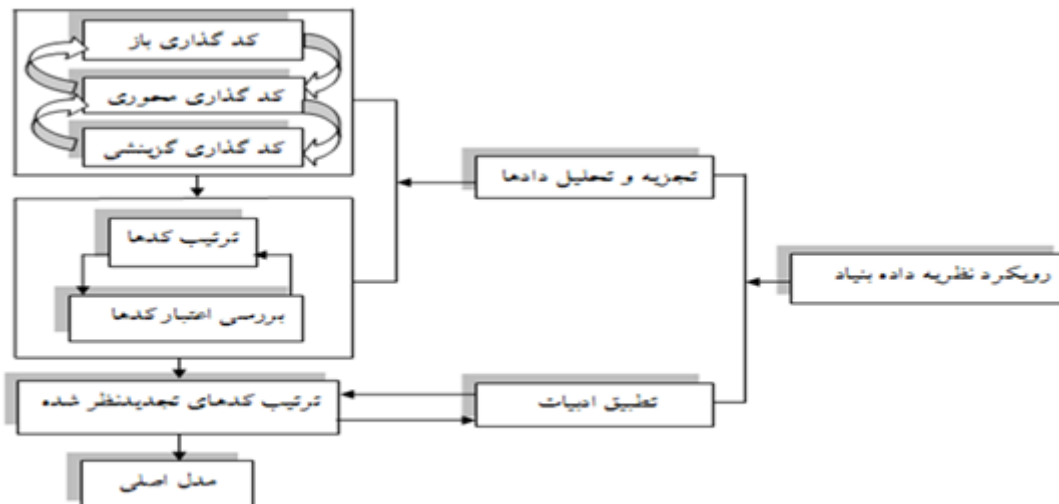 کد گذاری باز
کد گذاری محوری
کد گذاری گزینشی
تجزیه و تحلیل دادها
ترتیب کدها
رویکرد نظریه داده بنیاد
بررسی اعتبار کدها
ترتیب کدهای تجدیدنظر شده
تطبیق ادبیات
مدل اصلی